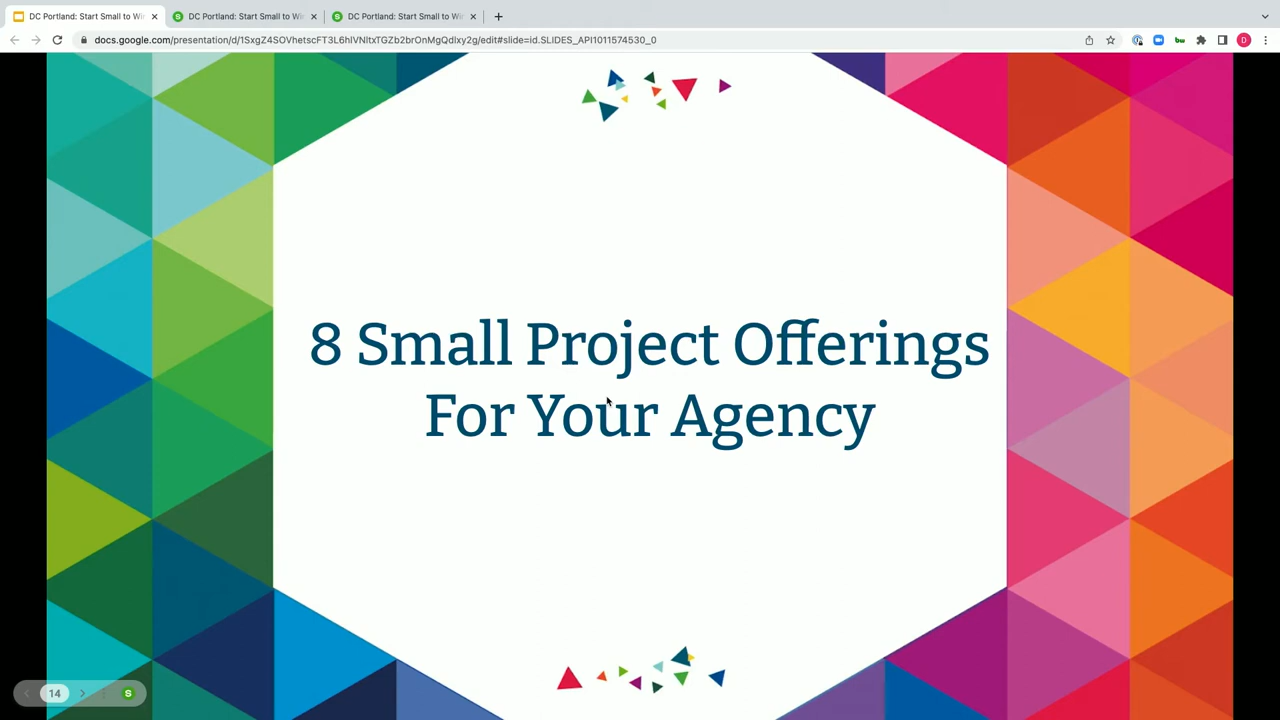 DC Portland: Start Small to Wi
DC Portland: Start Small to Wi
DC Portland: Start Small to Wi
docs.google.com/presentation/d/1SxgZ4SOVhetscFT3L6hIVNltxTGZb2brOnMgQdlxy2g/edit#slide=id.SLIDES_API1011574530_0
bw
D
8 Small Project Offerings
For Your Agency
14
S